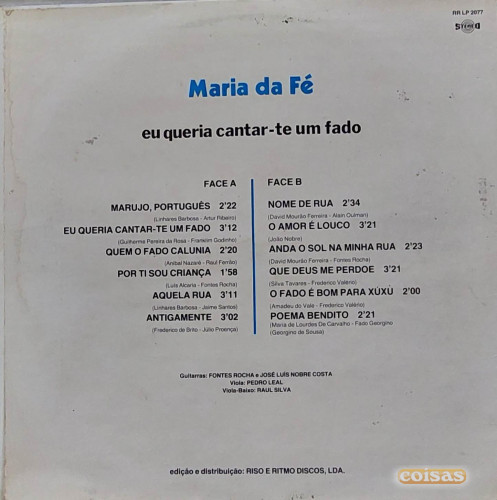 RR LP 2077
STEREO
Maria da Fé
eu queria cantar-te um fado
FACE A
MARUJO, PORTUGUÊS 2'22
(Linhares Barbosa - Artur Ribeiro)
EU QUERIA CANTAR-TE UM FADO 3'12
(Guilherme Pereira da Rosa - Franklim Godinho)
QUEM O FADO CALUNIA 2'20
(Aníbal Nazaré - Raul Ferrão)
POR TI SOU CRIANÇA 1'58
(Luis Alcaria - Fontes Rocha)
AQUELA RUA 3'11
(Linhares Barbosa - Jaime Santos)
ANTIGAMENTE 3'02
(Frederico de Brito - Júlio Proença)
FACE B
NOME DE RUA 2'34
(David Mourão Ferreira - Alain Oulman)
O AMOR É LOUCO 3'21
(João Nobre)
ANDA O SOL NA MINHA RUA 2'23
(David Mourão Ferreira - Fontes Rocha)
QUE DEUS ME PERDOE 3'21
(Silva Tavares - Frederico Valério)
O FADO É BOM PARA XÚXÙ 2'00
(Amadeu do Vale - Frederico Valério)
POEMA BENDITO 2'21
(Maria de Lourdes De Carvalho - Fado Georgino
(Georgino de Sousa)
Guitarras: FONTES ROCHA e JOSÉ LUÍS NOBRE COSTA
Viola: PEDRO LEAL
Viola-Baixo: RAUL SILVA
edição e distribuição: RISO E RITMO DISCOS, LDA.
coisas